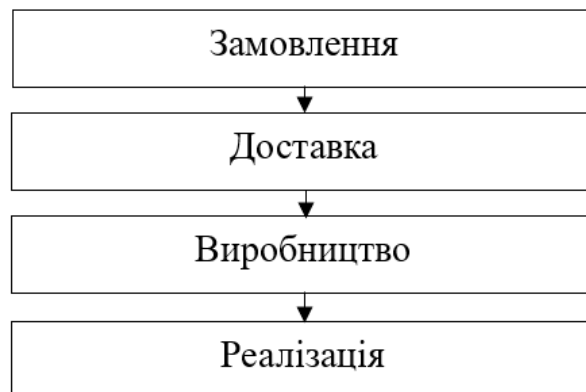 Замовлення
Доставка
Виробництво
Реалізація